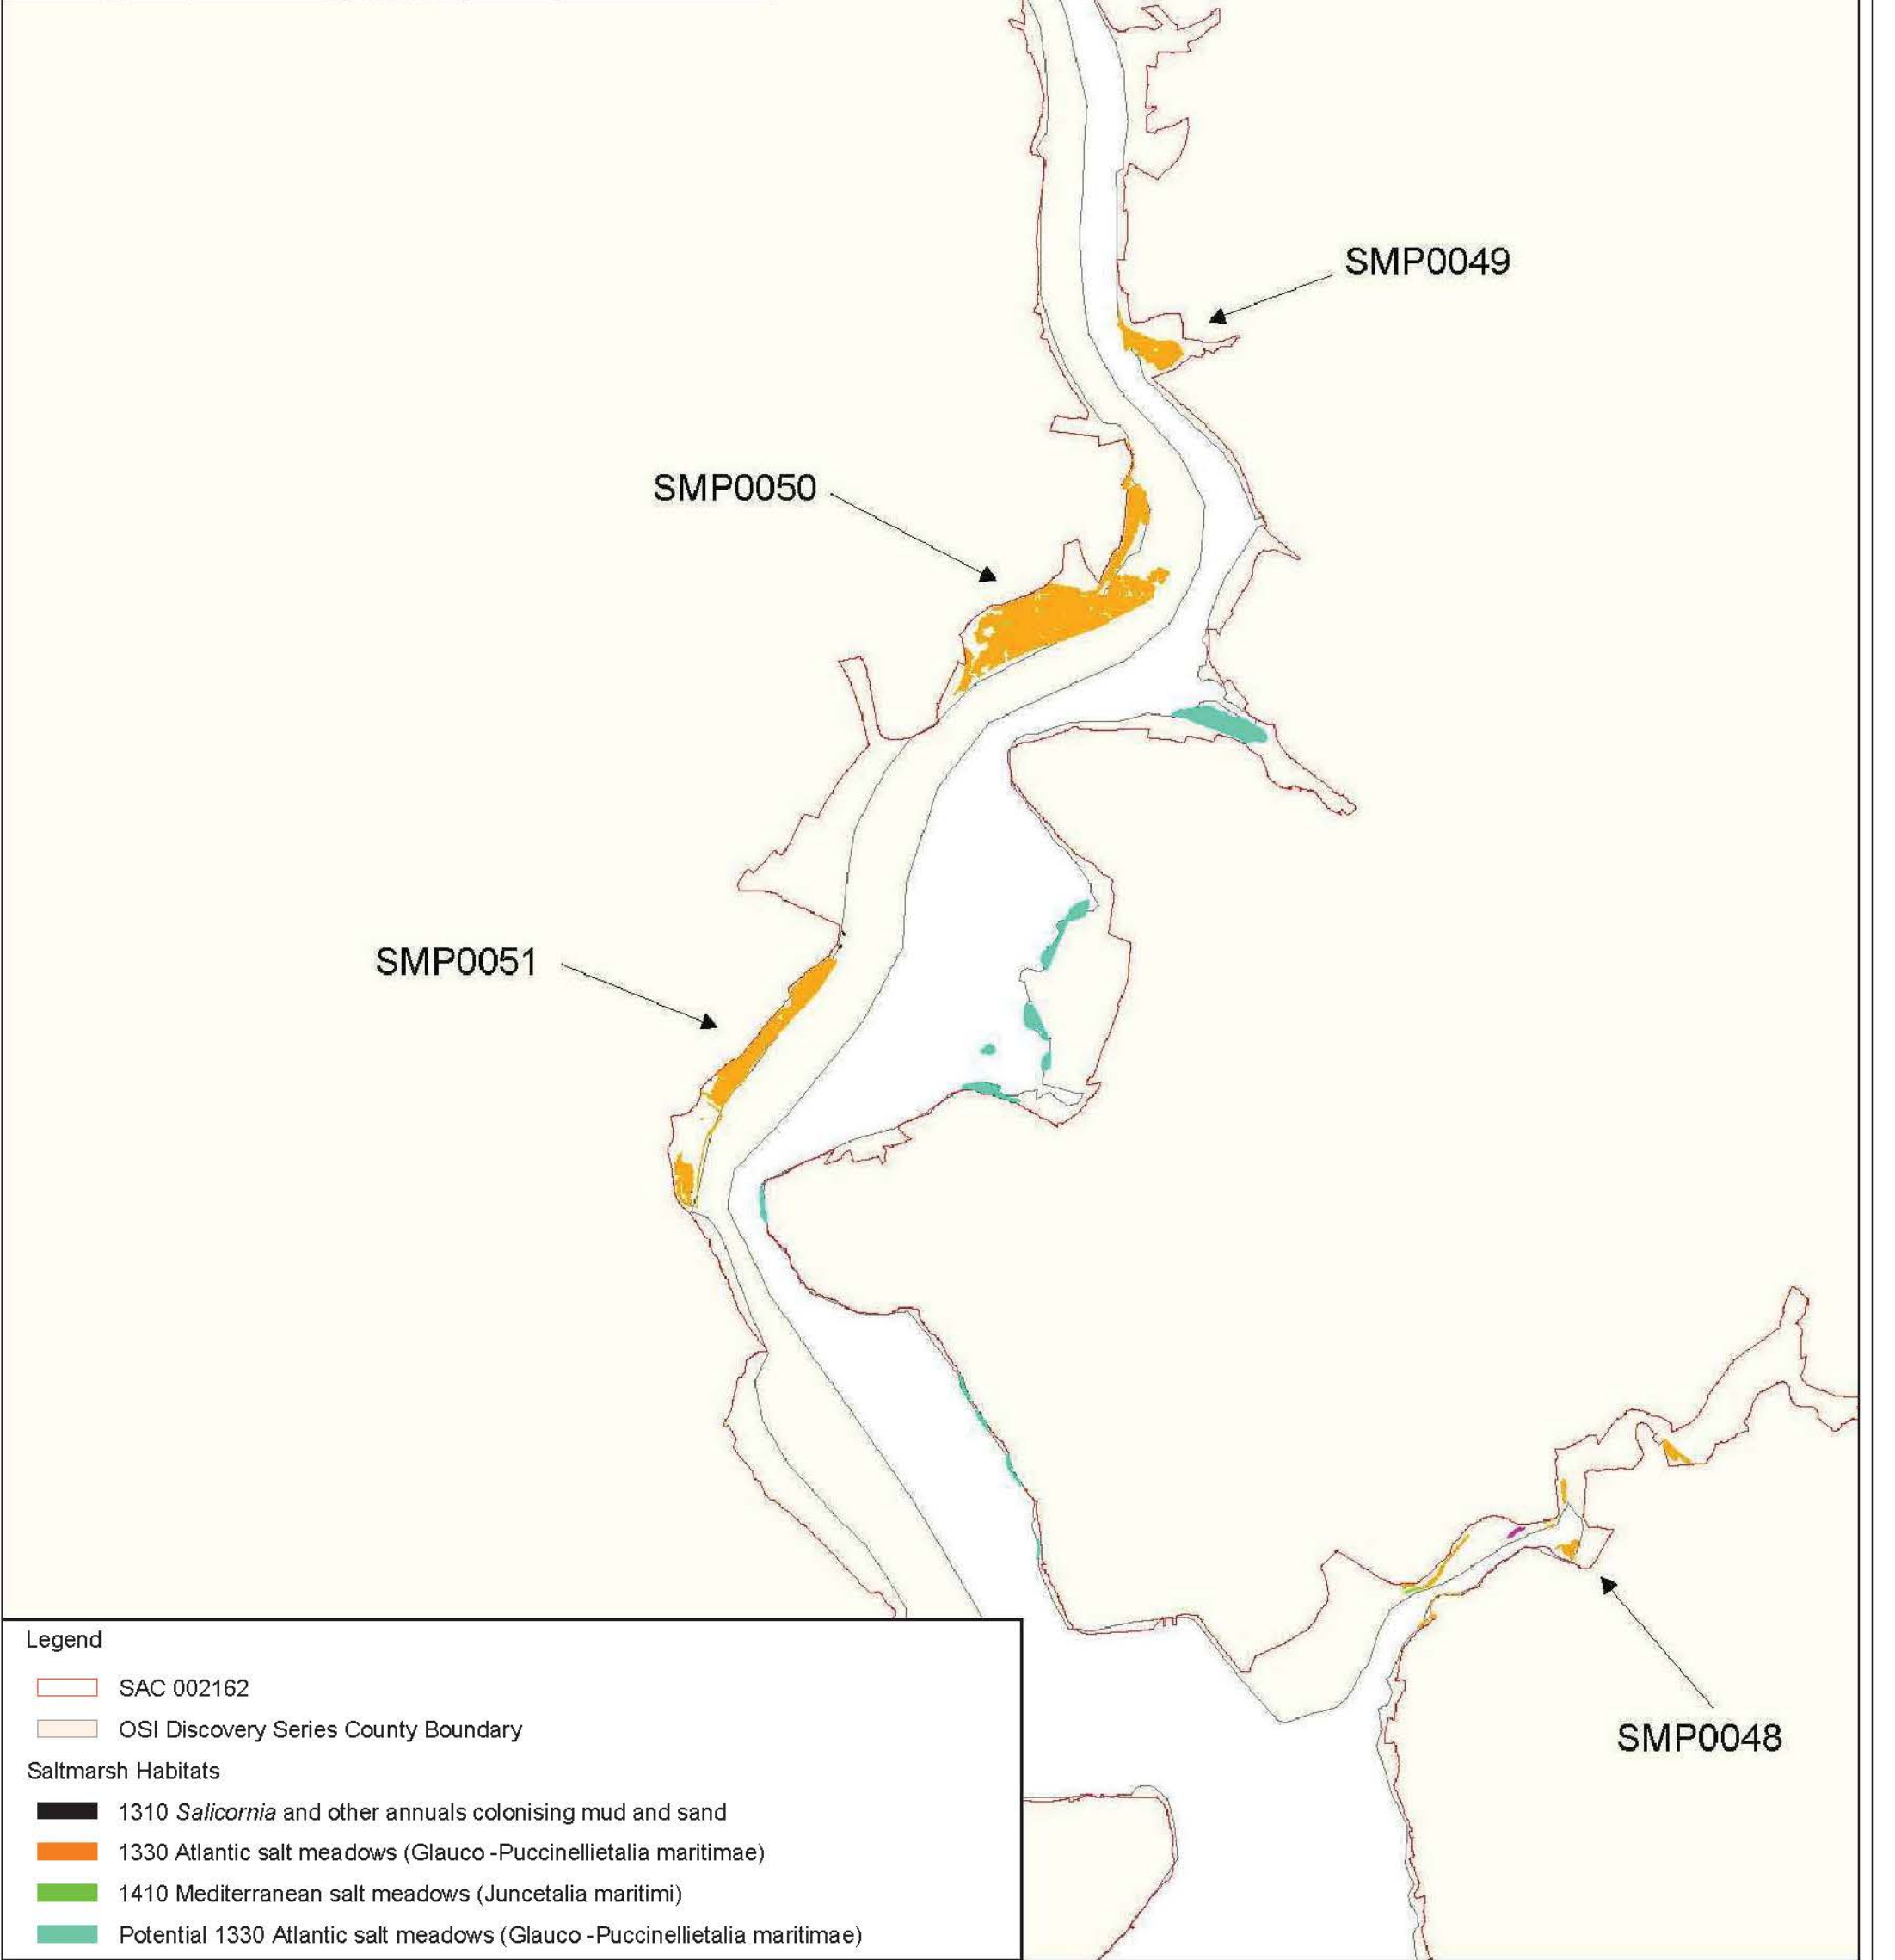 SMP0049
SMP0050
SMP0051
SMP0048
Legend
SAC 002162
OSI Discovery Series County Boundary
Saltmarsh Habitats
1310 Salicornia and other annuals colonising mud and sand
1330 Atlantic salt meadows (Glauco -Puccinellietalia maritimae)
1410 Mediterranean salt meadows (Juncetalia maritimi)
Potential 1330 Atlantic salt meadows (Glauco -Puccinellietalia maritimae)